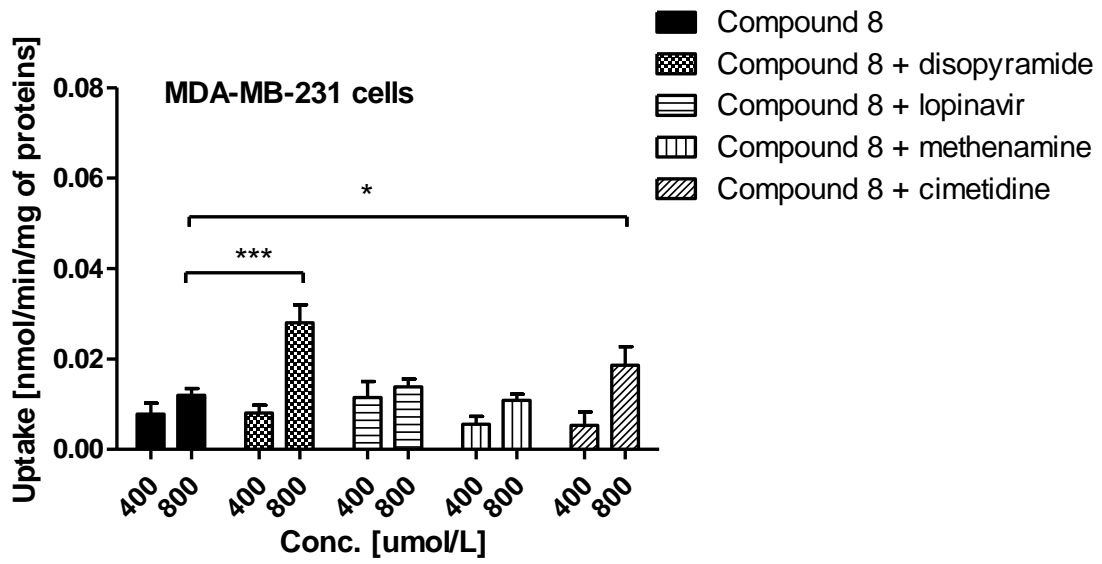 Compound 8
Compound 8 + disopyramide
Compound 8 + lopinavir
Compound 8 + methenamine
Compound 8 + cimetidine
MDA-MB-231 cells
Uptake [nmol/min/mg of proteins]
0.08
0.06
0.04
0.02
0.00
*
***
400 800 400 800 400 800 400 800 400 800
Conc. [umol/L]